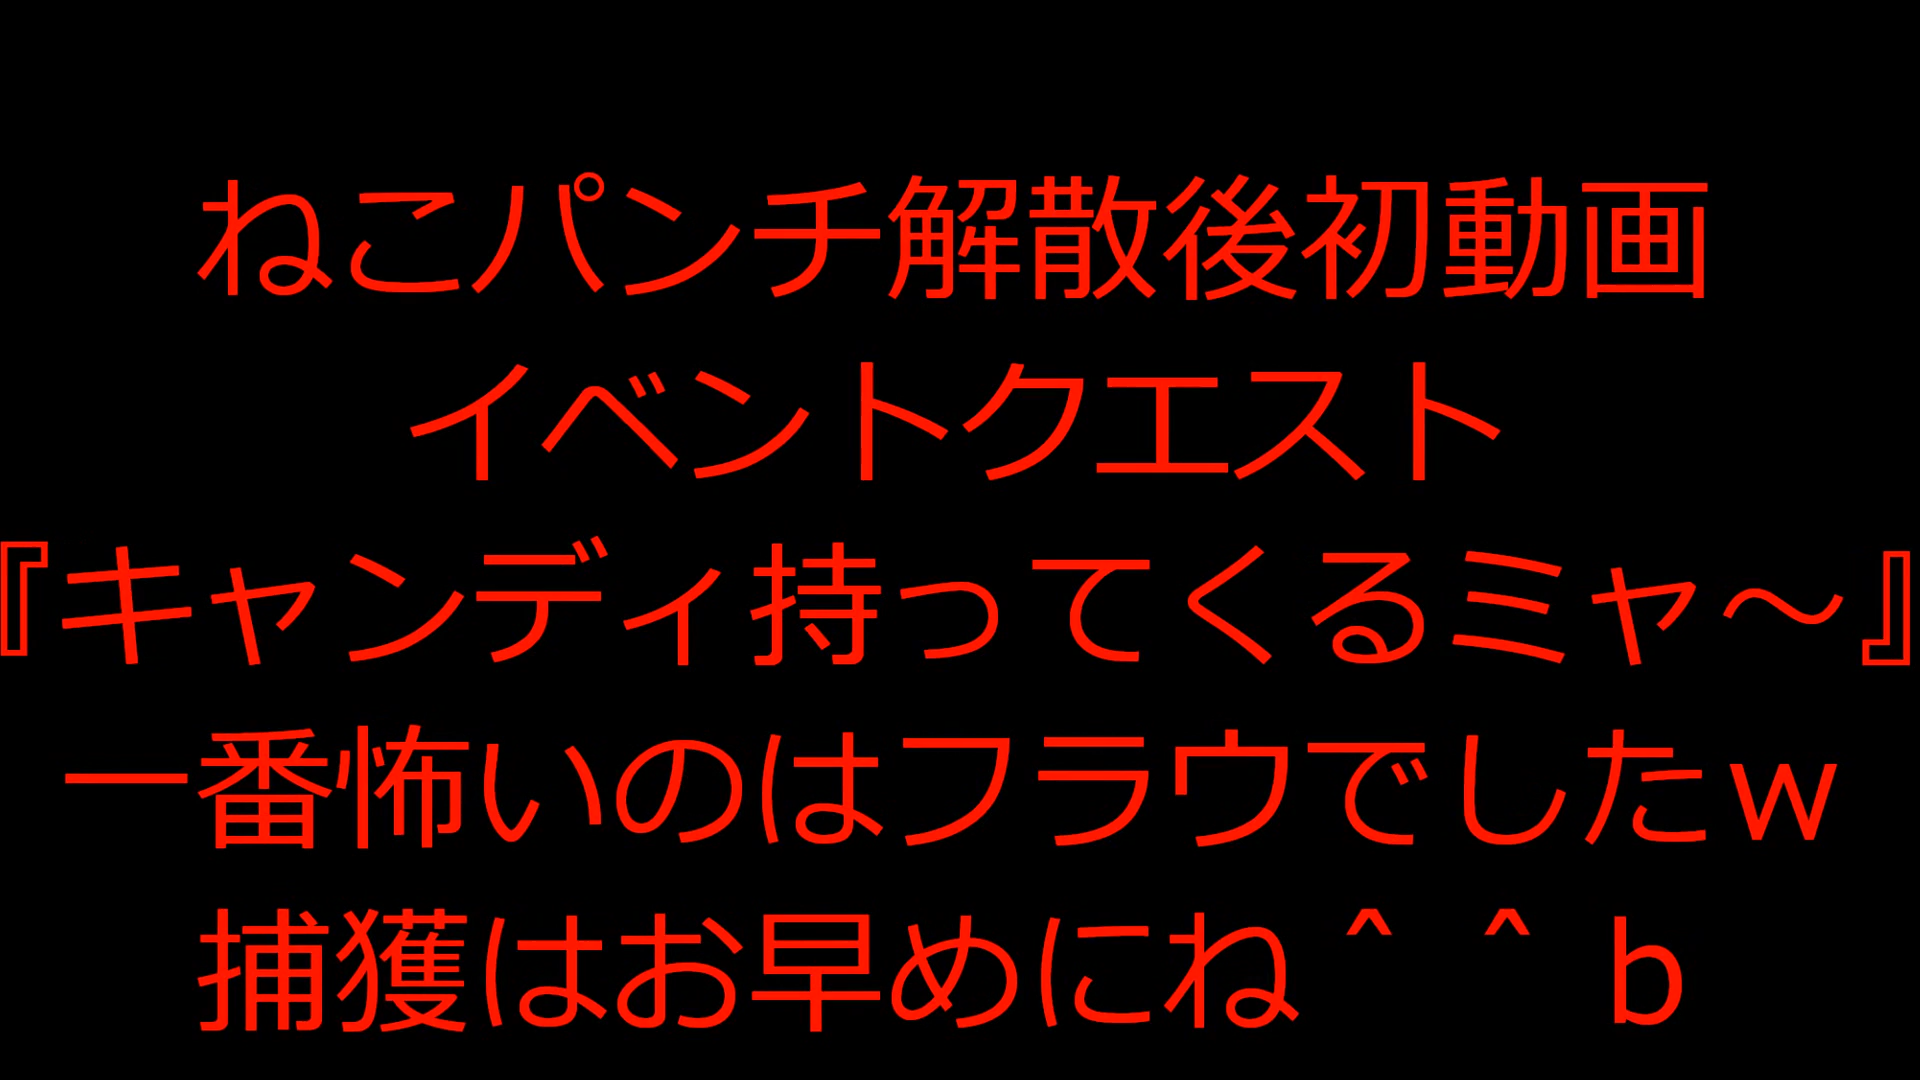 ねこパンチ解散後初動画
イベントクエスト
『キャンディ持ってくるミャ～』
一番怖いのはフラウでしたｗ
捕獲はお早めにね＾＾ｂ